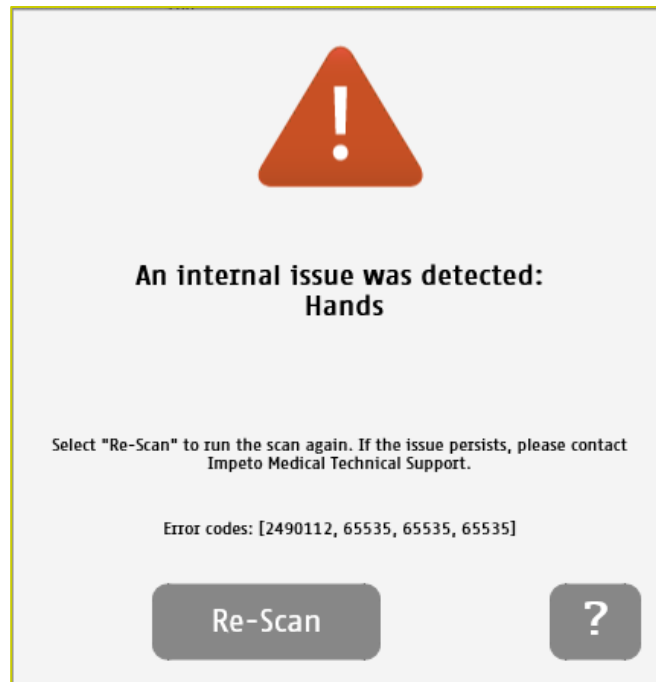 !
An internal issue was detected:
Hands
Select "Re-Scan" to run the scan again. If the issue persists, please contact
Impeto Medical Technical Support.
Error codes: [2490112, 65535, 65535, 65535]
Re-Scan
?